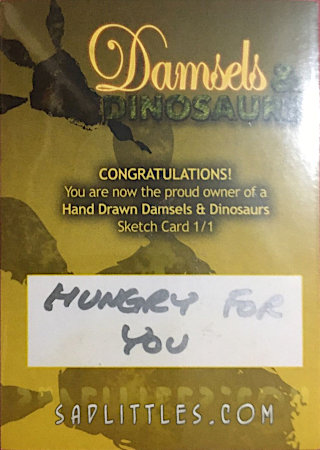 Damsels &
DINOSAURS
CONGRATULATIONS!
You are now the proud owner of a
Hand Drawn Damsels & Dinosaurs
Sketch Card 1/1
HUNGRY FOR
YOU
SADLITTLES.COM